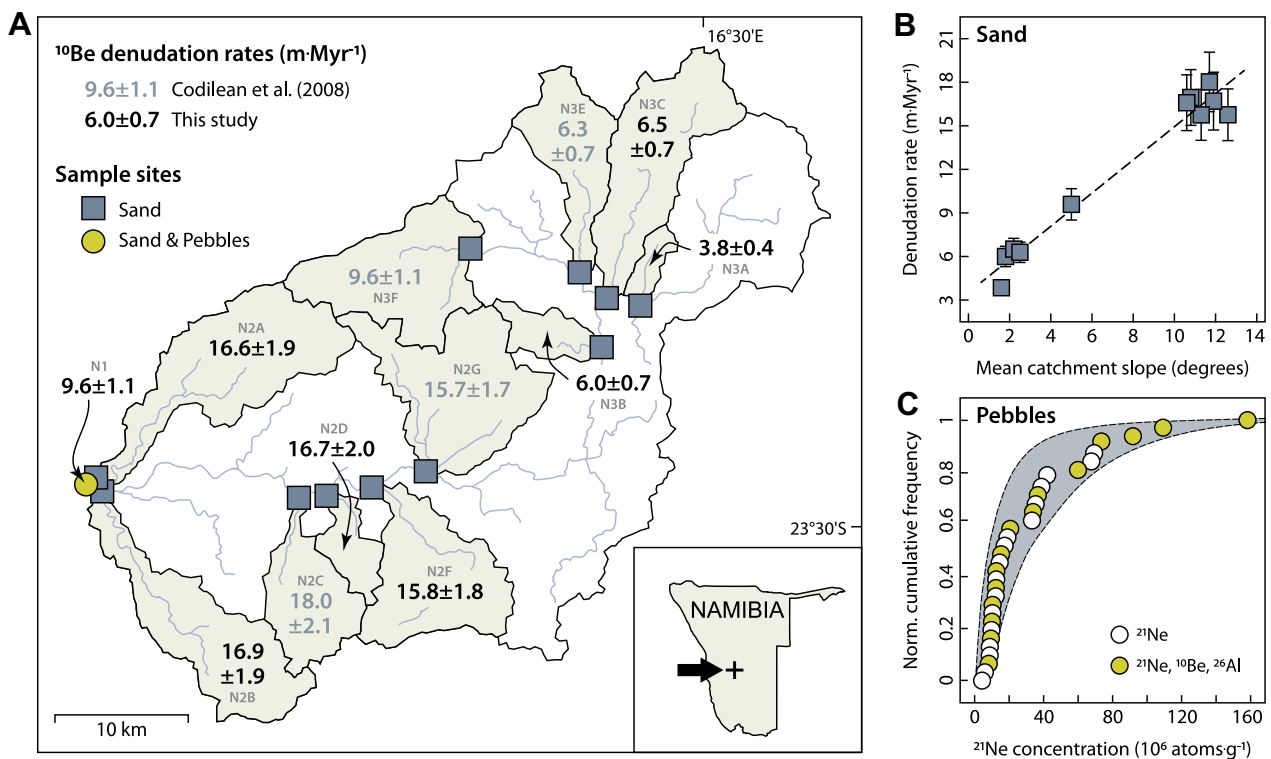 A
¹⁰Be denudation rates (m·Myr⁻¹)
9.6±1.1 Codilean et al. (2008)
6.0±0.7 This study
Sample sites
Sand
Sand & Pebbles
16°30'E
N3E
6.3
±0.7
N3C
6.5
±0.7
3.8±0.4
N3A
9.6±1.1
N3F
N2A
16.6±1.9
N1
9.6±1.1
N2G
15.7±1.7
6.0±0.7
N3B
N2D
16.7±2.0
23°30'S
N2C
18.0
±2.1
N2F
15.8±1.8
16.9
±1.9
N2B
10 km
NAMIBIA
B
Sand
Denudation rate (m·Myr⁻¹)
21
18
15
12
9
6
3
0 2 4 6 8 10 12 14
Mean catchment slope (degrees)
C
Pebbles
Norm. cumulative frequency
1
0.8
0.6
0.4
0.2
0
²¹Ne
²¹Ne, ¹⁰Be, ²⁶Al
0 40 80 120 160
²¹Ne concentration (10⁶ atoms·g⁻¹)